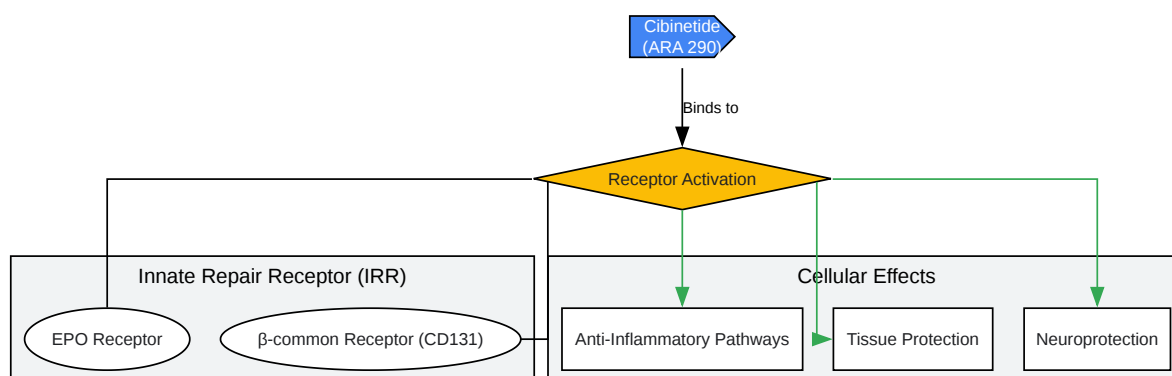 Cibinetide
(ARA 290)
Binds to
Receptor Activation
Innate Repair Receptor (IRR)
Cellular Effects
EPO Receptor
β-common Receptor (CD131)
Anti-Inflammatory Pathways
Tissue Protection
Neuroprotection